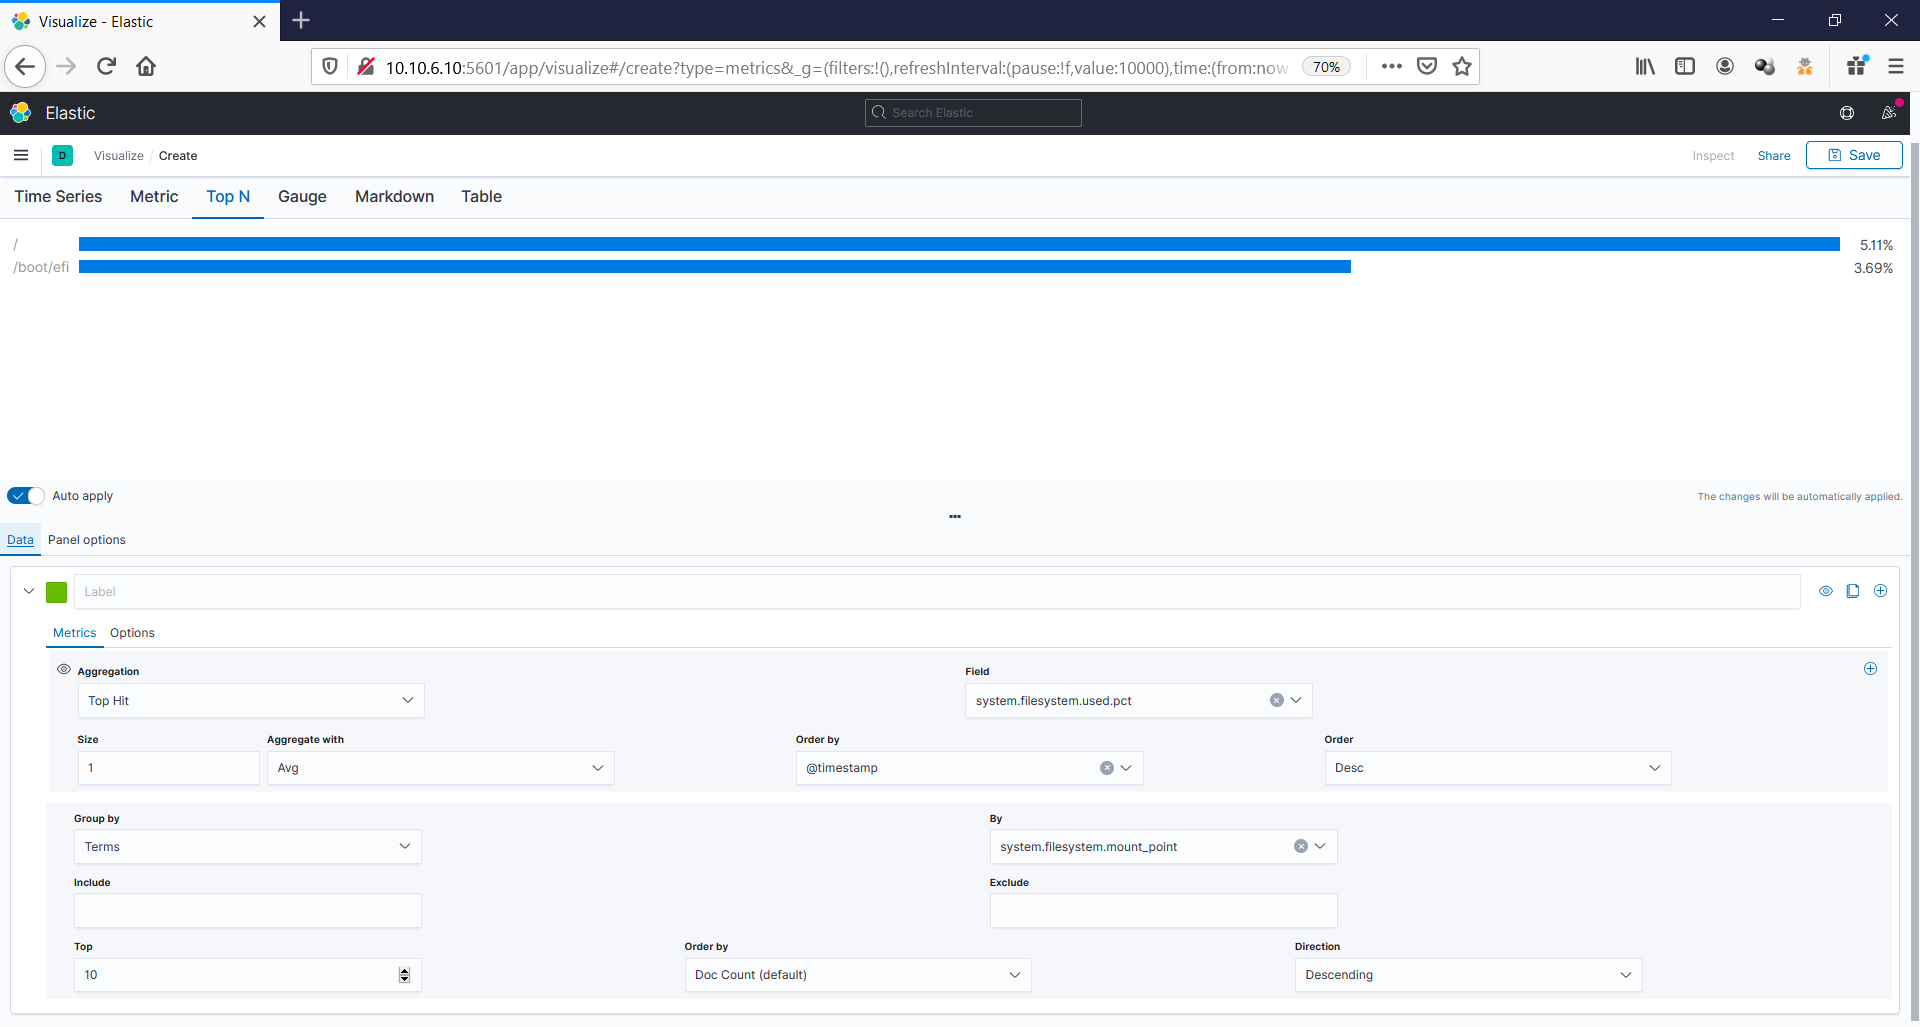 Visualize - Elastic
10.10.6.10:5601/app/visualize#/create?type=metrics&_g=(filters:!(),refreshInterval:(pause:!f,value:10000),time:(from:now- 70%
Elastic Search Elastic
D Visualize / Create Inspect Share Save
Time Series Metric Top N Gauge Markdown Table
/ 5.11%
/boot/efi 3.69%
Auto apply The changes will be automatically applied.
Data Panel options
Label
Metrics Options
Aggregation Field
Top Hit system.filesystem.used.pct
Size Aggregate with Order by Order
1 Avg @timestamp Desc
Group by By
Terms system.filesystem.mount_point
Include Exclude
Top Order by Direction
10 Doc Count (default) Descending